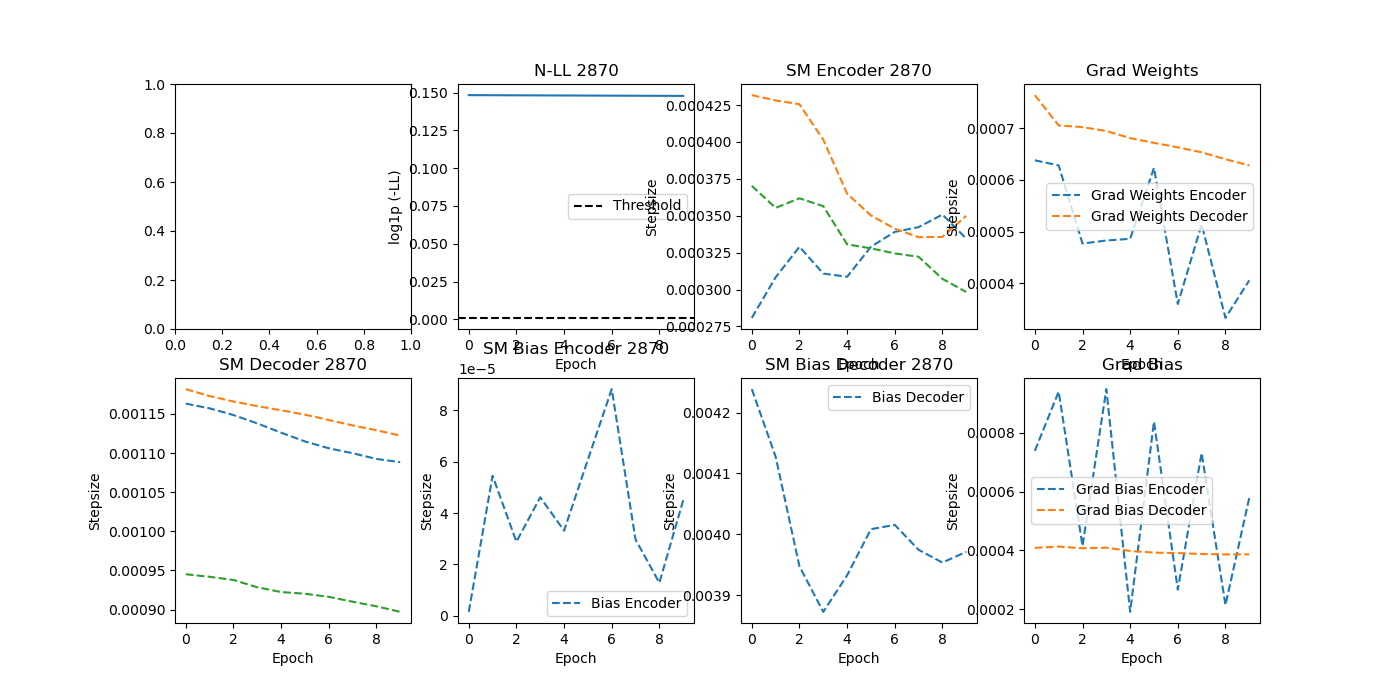 N-LL 2870
SM Encoder 2870
Grad Weights
1.0
0.8
0.6
0.4
0.2
0.0
0.0 0.2 0.4 0.6 0.8 1.0
log1p (-LL)
0.150
0.125
0.100
0.075
0.050
0.025
0.000
Threshold
0 2 4 6 8
Epoch
Stepsize
0.000425
0.000400
0.000375
0.000350
0.000325
0.000300
0.000275
0 2 4 6 8
Epoch
Stepsize
0.0007
0.0006
0.0005
0.0004
Grad Weights Encoder
Grad Weights Decoder
0 2 4 6 8
Epoch
SM Decoder 2870
SM Bias Encoder 2870
SM Bias Decoder 2870
Grad Bias
Stepsize
0.00115
0.00110
0.00105
0.00100
0.00095
0.00090
0 2 4 6 8
Epoch
Stepsize
1e−5
8
6
4
2
0
Bias Encoder
0 2 4 6 8
Epoch
Stepsize
0.0042
0.0041
0.0040
0.0039
Bias Decoder
0 2 4 6 8
Epoch
Stepsize
0.0008
0.0006
0.0004
0.0002
Grad Bias Encoder
Grad Bias Decoder
0 2 4 6 8
Epoch